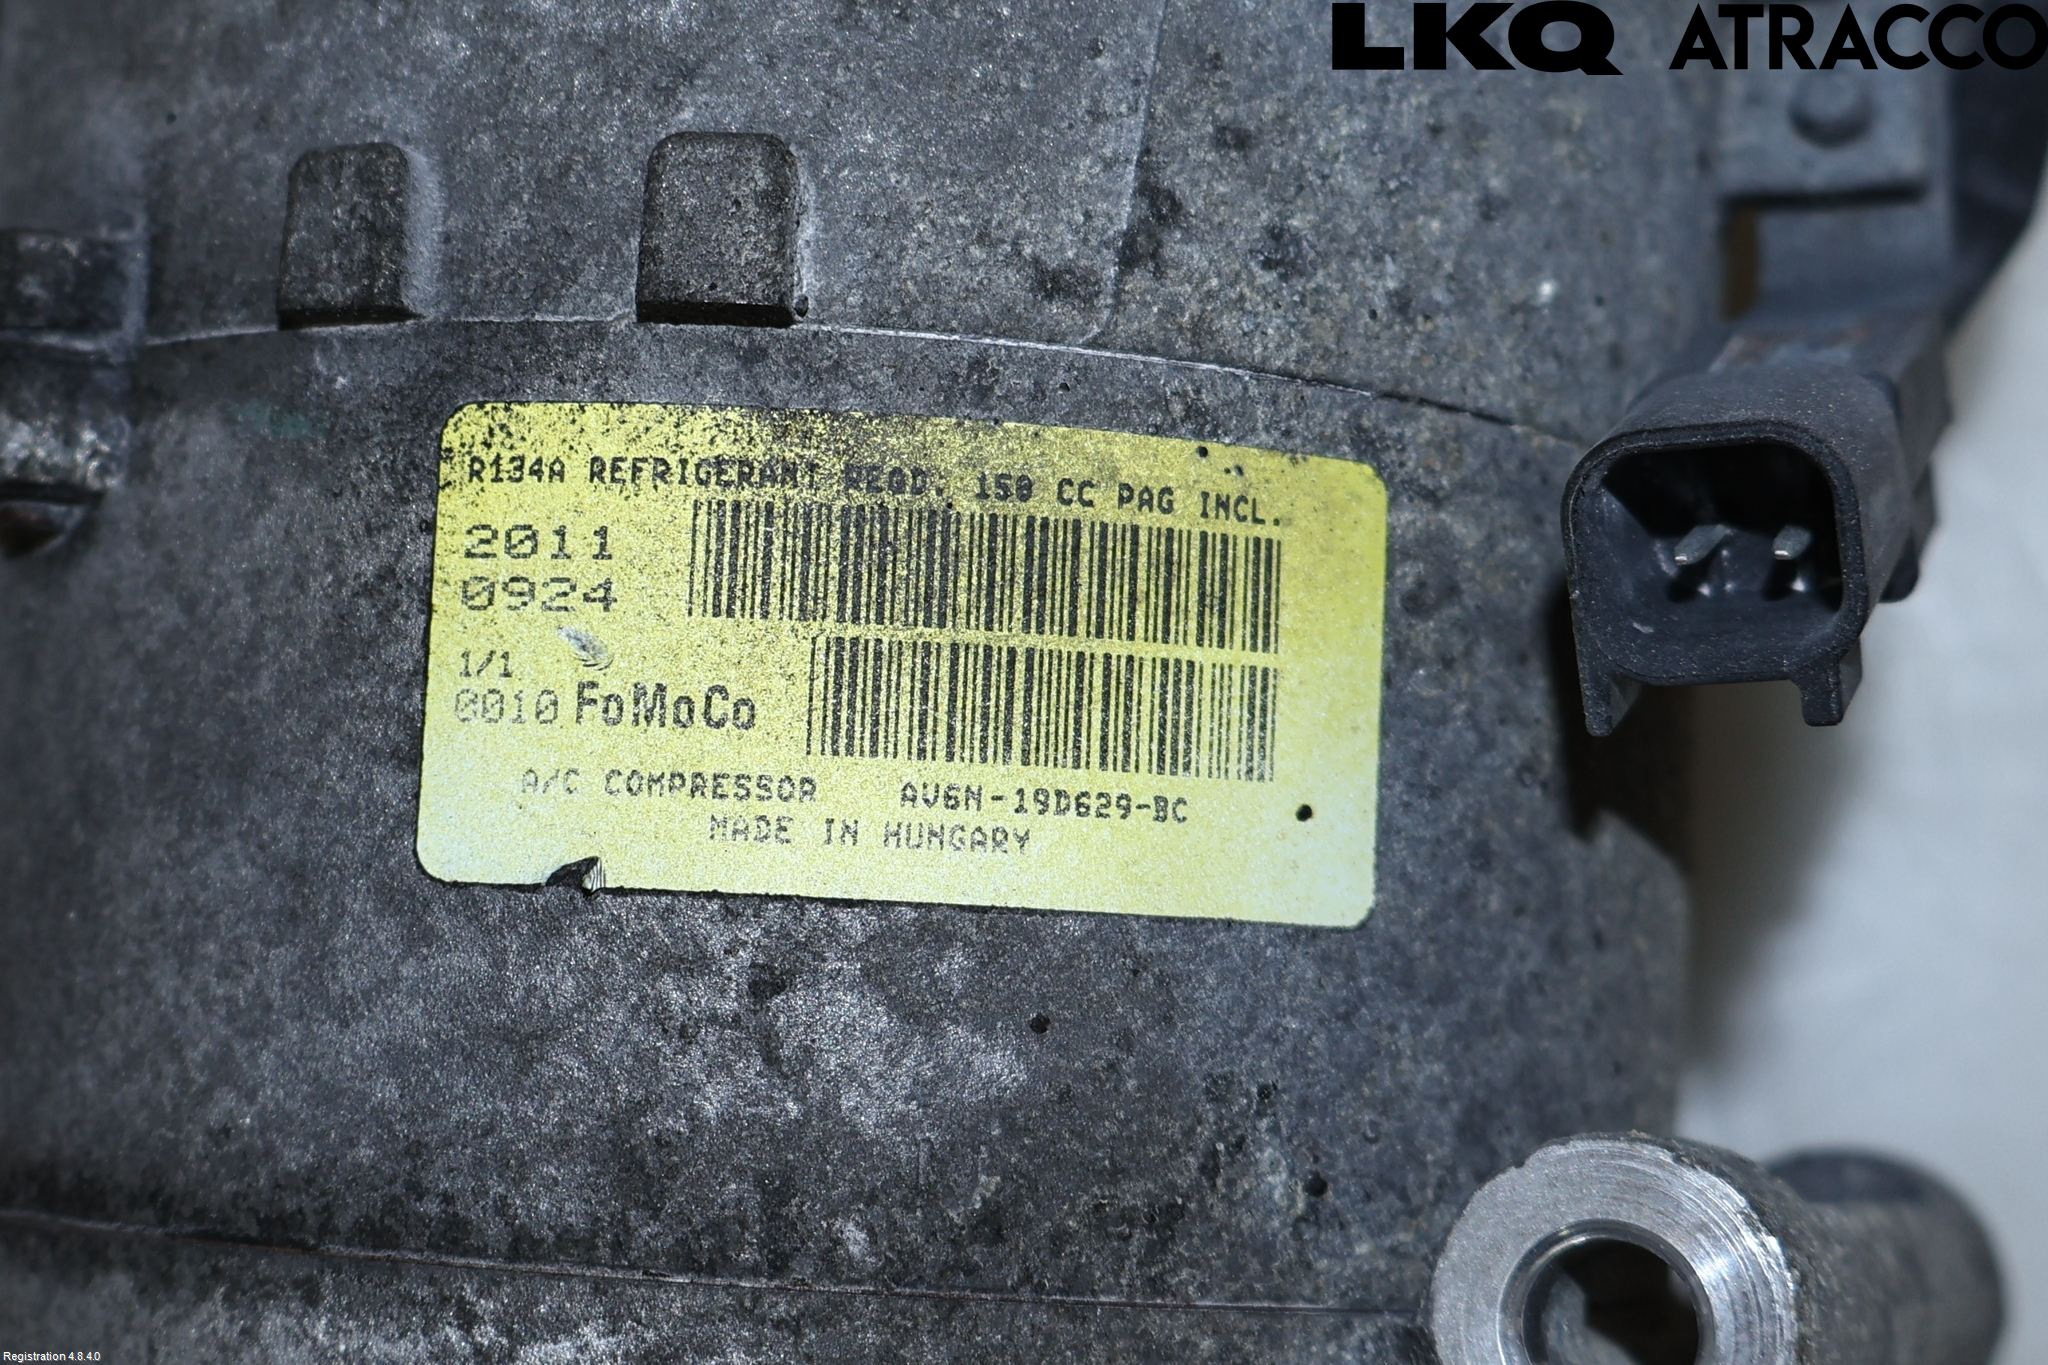 LKQ ATRACCO
R134A REFRIGERANT REQD. 150 CC PAG INCL.
2011
0924
1/1
0010 FoMoCo
A/C COMPRESSOR AV6N-19D629-BC
MADE IN HUNGARY
Registration 4.8.4.0